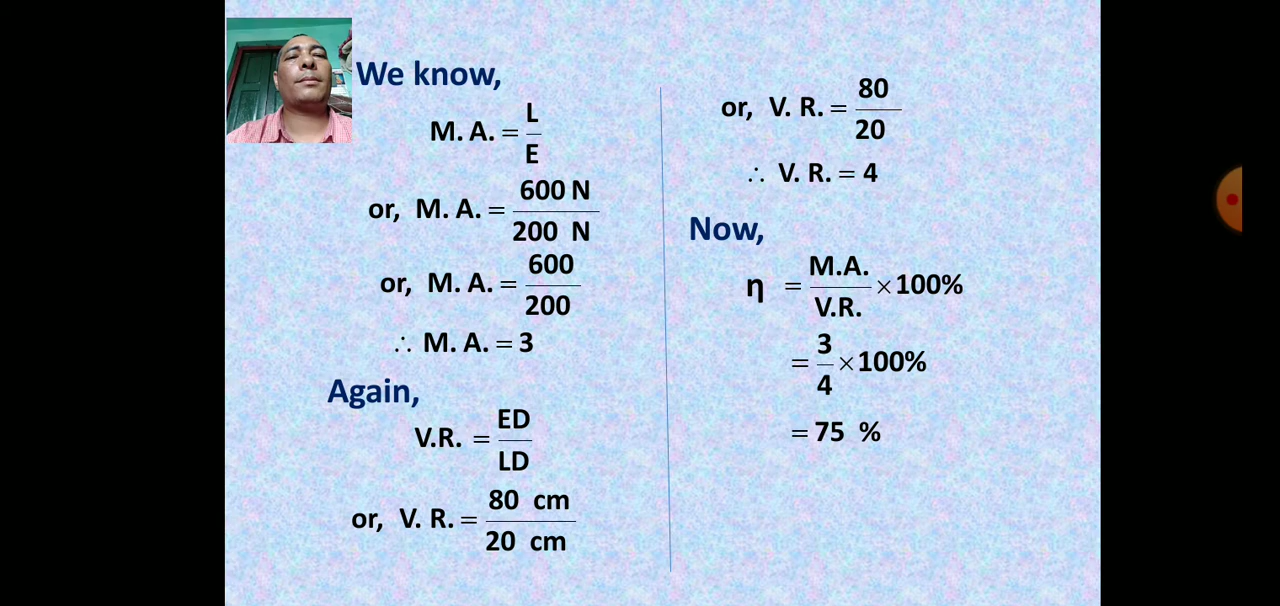 We know,
M. A. = L/E
or, M. A. = 600 N/200 N
or, M. A. = 600/200
∴ M. A. = 3
Again,
V.R. = ED/LD
or, V. R. = 80 cm/20 cm
or, V. R. = 80/20
∴ V. R. = 4
Now,
η = M.A./V.R. × 100%
= 3/4 × 100%
= 75 %